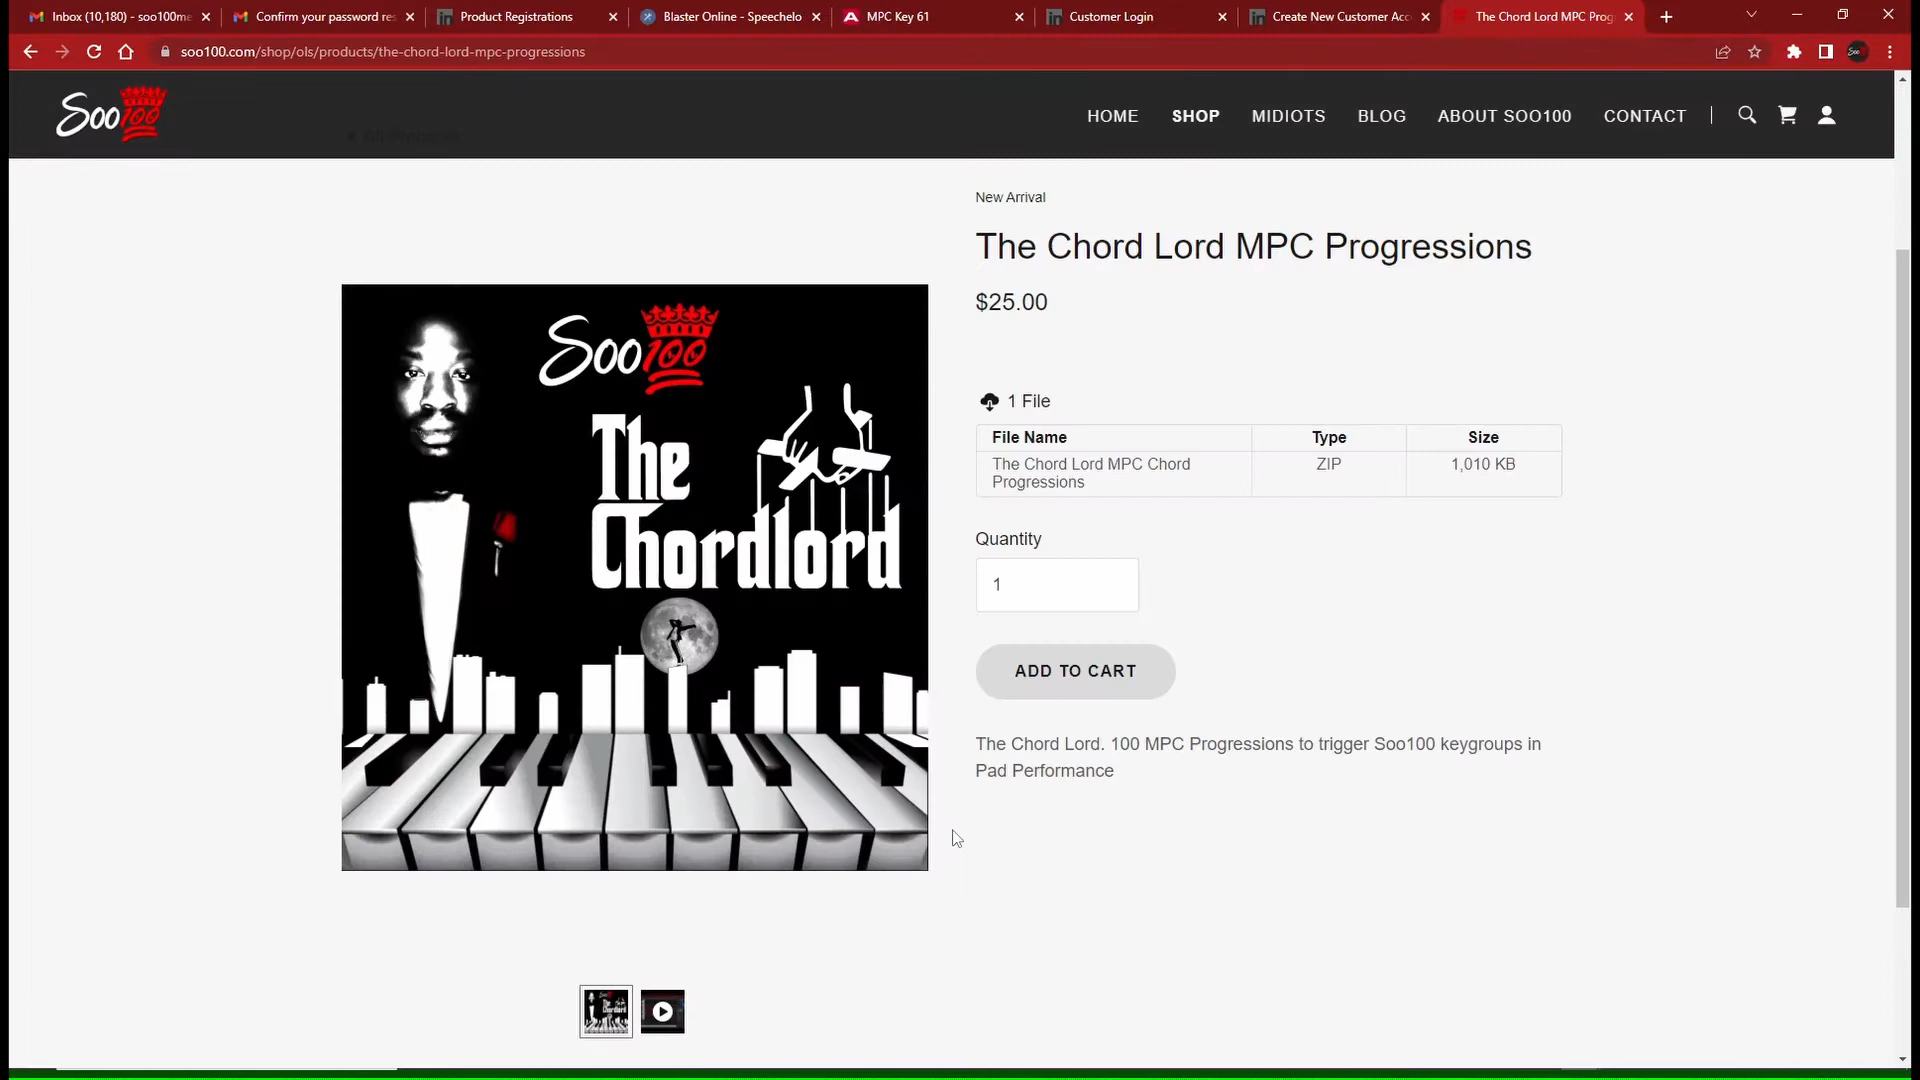 Inbox (10,180) - soo100me
Confirm your password res
Product Registrations
Blaster Online - Speechelo
MPC Key 61
Customer Login
Create New Customer Acc
The Chord Lord MPC Prog
soo100.com/shop/ols/products/the-chord-lord-mpc-progressions
Soo100
HOME
SHOP
MIDIOTS
BLOG
ABOUT SOO100
CONTACT
New Arrival
The Chord Lord MPC Progressions
$25.00
Soo100
The
Chordlord
1 File
File Name Type Size
The Chord Lord MPC Chord ZIP 1,010 KB
Progressions
Quantity
1
ADD TO CART
The Chord Lord. 100 MPC Progressions to trigger Soo100 keygroups in
Pad Performance